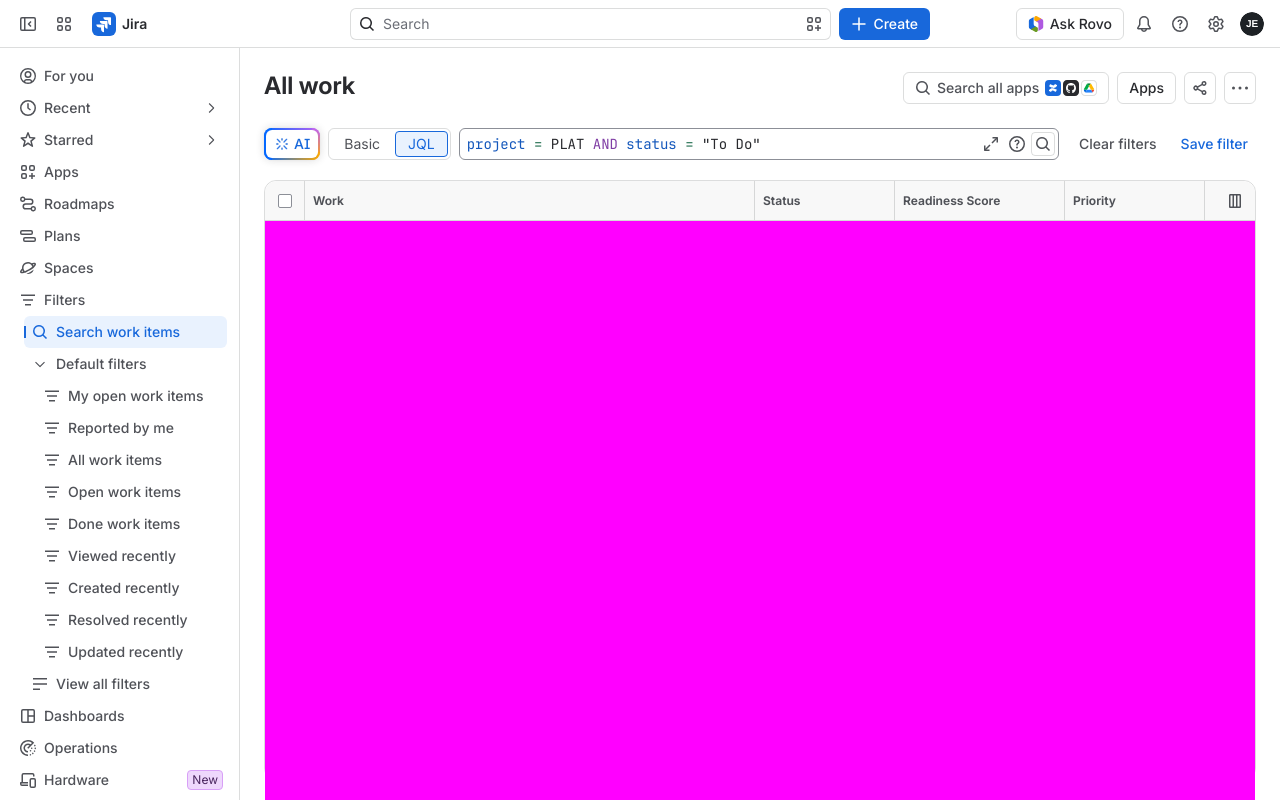 Jira
Search
Create
Ask Rovo
JE
For you
Recent
Starred
Apps
Roadmaps
Plans
Spaces
Filters
Search work items
Default filters
My open work items
Reported by me
All work items
Open work items
Done work items
Viewed recently
Created recently
Resolved recently
Updated recently
View all filters
Dashboards
Operations
Hardware New
All work
Search all apps
Apps
AI
Basic
JQL
project = PLAT AND status = "To Do"
Clear filters
Save filter
Work Status Readiness Score Priority